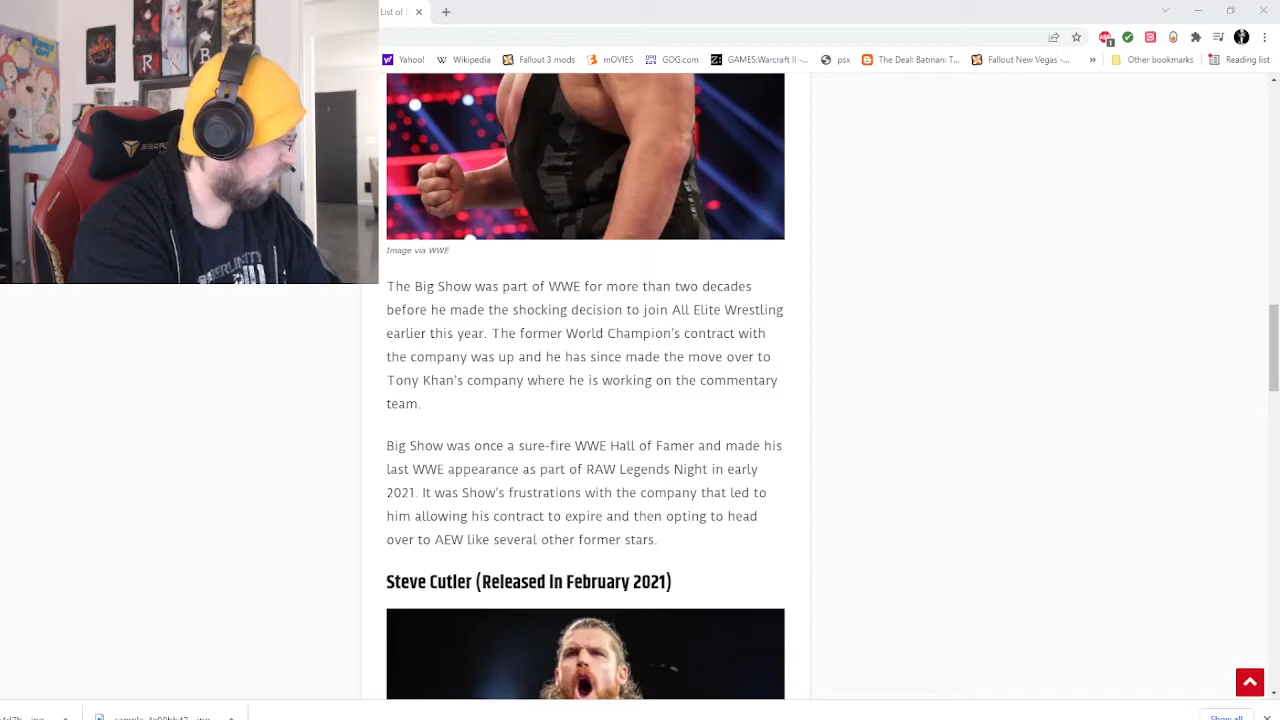 List of
Yahoo!
Wikipedia
Fallout 3 mods
mOVIES
GOG.com
GAMES:Warcraft II -...
psx
The Deal: Batman: T...
Fallout New Vegas -...
»
Other bookmarks
Reading list
Image via WWE
The Big Show was part of WWE for more than two decades
before he made the shocking decision to join All Elite Wrestling
earlier this year. The former World Champion's contract with
the company was up and he has since made the move over to
Tony Khan's company where he is working on the commentary
team.
Big Show was once a sure-fire WWE Hall of Famer and made his
last WWE appearance as part of RAW Legends Night in early
2021. It was Show's frustrations with the company that led to
him allowing his contract to expire and then opting to head
over to AEW like several other former stars.
Steve Cutler (Released in February 2021)
Show all